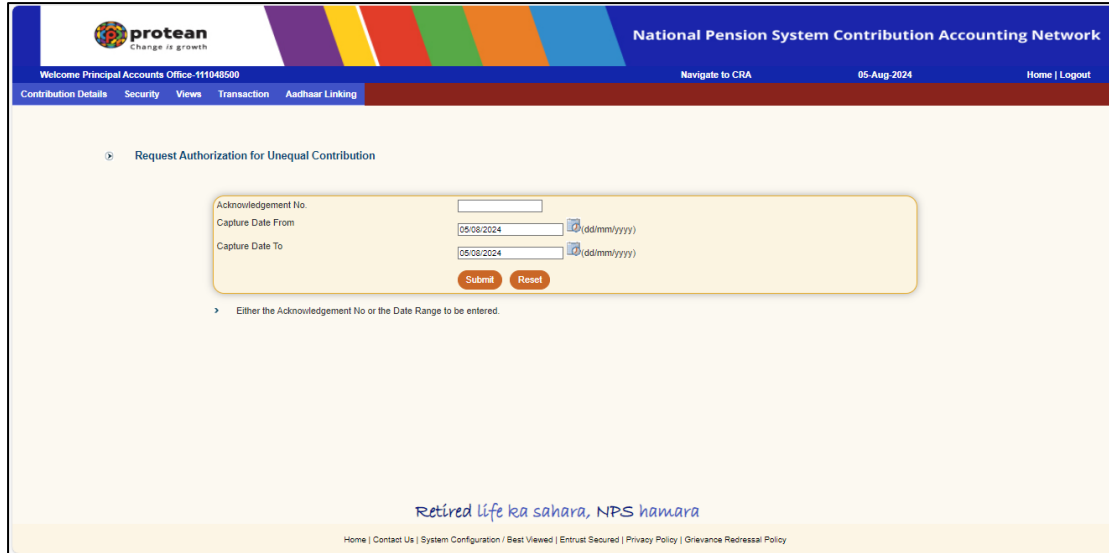 protean
Change is growth
National Pension System Contribution Accounting Network
Welcome Principal Accounts Office-111048500 Navigate to CRA 05-Aug-2024 Home | Logout
Contribution Details Security Views Transaction Aadhaar Linking
Request Authorization for Unequal Contribution
Acknowledgement No.
Capture Date From 05/08/2024 (dd/mm/yyyy)
Capture Date To 05/08/2024 (dd/mm/yyyy)
Submit Reset
Either the Acknowledgement No or the Date Range to be entered.
Retired life ka sahara, NPS hamara
Home | Contact Us | System Configuration / Best Viewed | Entrust Secured | Privacy Policy | Grievance Redressal Policy